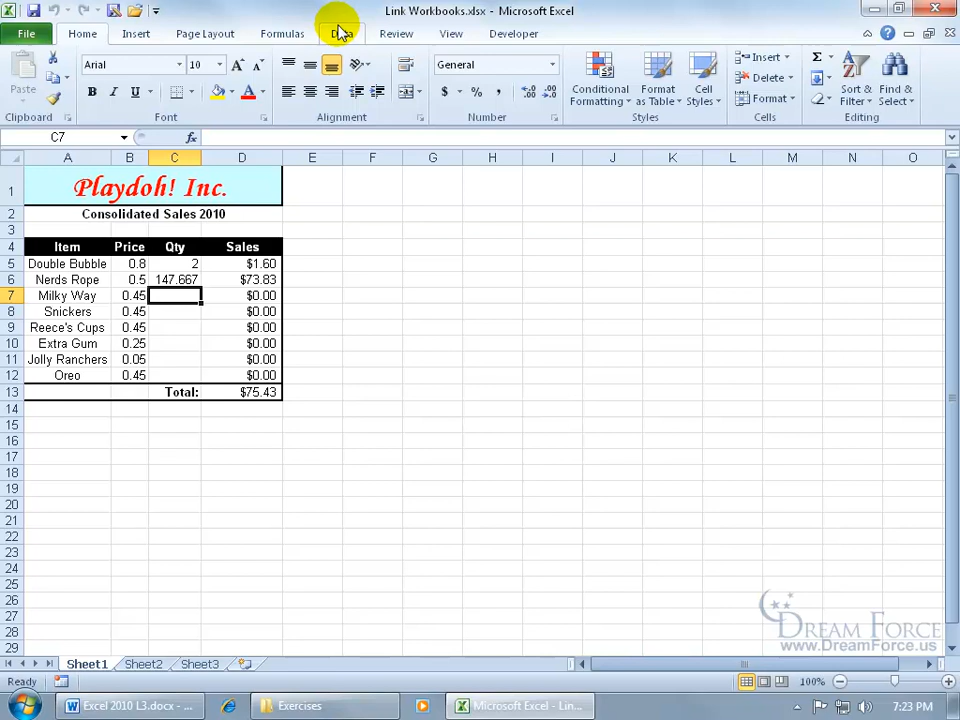 Link Workbooks.xlsx - Microsoft Excel
File Home Insert Page Layout Formulas Data Review View Developer
Paste Arial 10 General Conditional Formatting Format as Table Cell Styles Insert Delete Format Sort & Filter Find & Select
Clipboard Font Alignment Number Styles Cells Editing
C7 fx
A B C D E F G H I J K L M N O
1 Playdoh! Inc.
2 Consolidated Sales 2010
3
4 Item Price Qty Sales
5 Double Bubble 0.8 2 $1.60
6 Nerds Rope 0.5 147.667 $73.83
7 Milky Way 0.45 $0.00
8 Snickers 0.45 $0.00
9 Reece's Cups 0.45 $0.00
10 Extra Gum 0.25 $0.00
11 Jolly Ranchers 0.05 $0.00
12 Oreo 0.45 $0.00
13 Total: $75.43
14
15
16
17
18
19
20
21
22
23
24
25
26
27
28
29
DREAM FORCE
www.DreamForce.us
Sheet1 Sheet2 Sheet3
Ready 100%
Excel 2010 L3.docx - ... Exercises Microsoft Excel - Lin... 7:23 PM